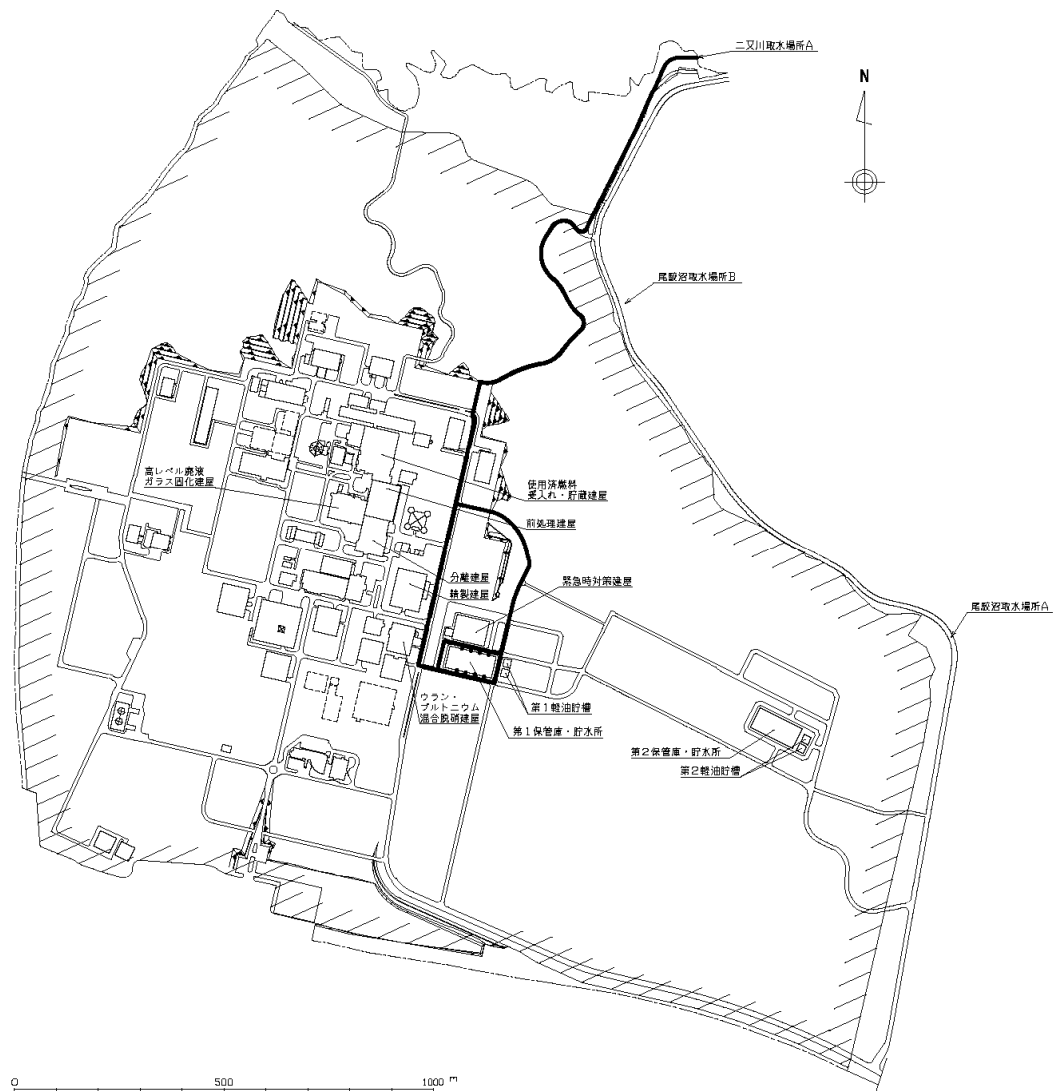 二又川取水場所A
N
尾駮沼取水場所B
高レベル廃液
ガラス固化建屋
使用済燃料
受入れ・貯蔵建屋
前処理建屋
分離建屋
精製建屋
緊急時対策建屋
尾駮沼取水場所A
ウラン・
プルトニウム
混合脱硝建屋
第1軽油貯槽
第1保管庫・貯水所
第2保管庫・貯水所
第2軽油貯槽
0 500 1000 m